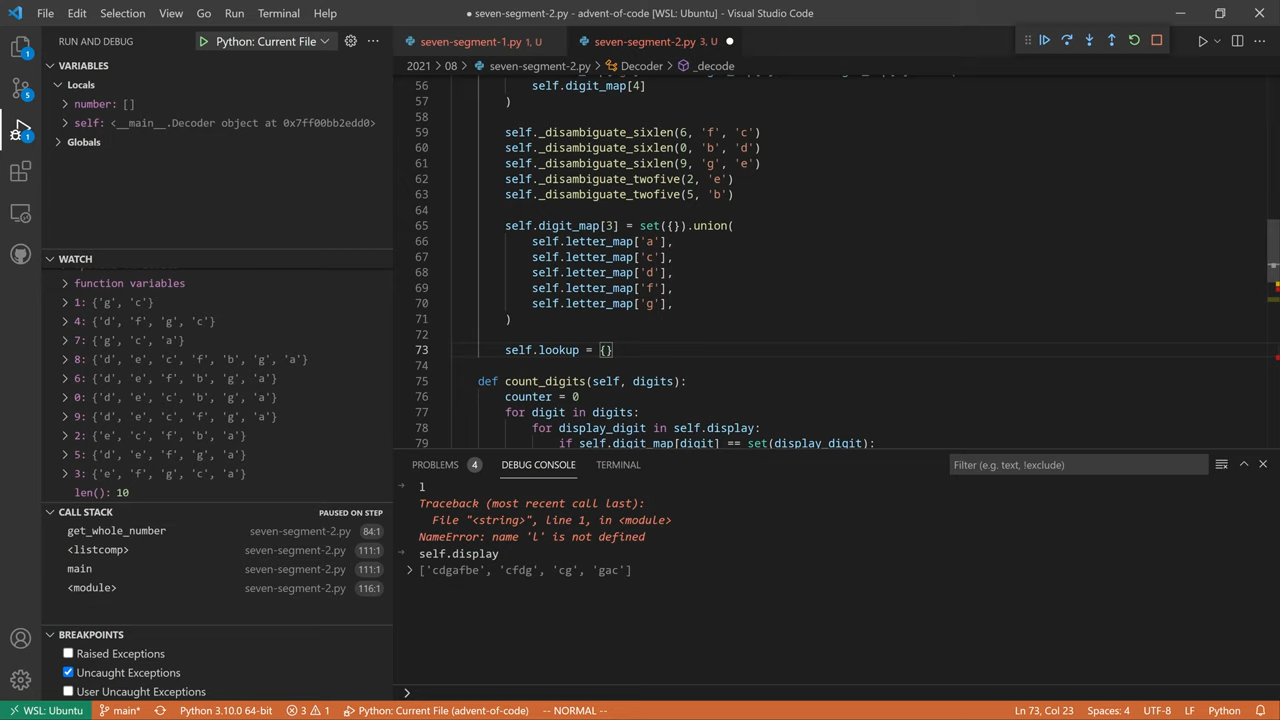 File Edit Selection View Go Run Terminal Help
● seven-segment-2.py - advent-of-code [WSL: Ubuntu] - Visual Studio Code
RUN AND DEBUG
Python: Current File
seven-segment-1.py 1, U
seven-segment-2.py 3, U ●
2021 > 08 > seven-segment-2.py > Decoder > _decode
VARIABLES
Locals
number: []
self: <__main__.Decoder object at 0x7ff00bb2edd0>
Globals
WATCH
function variables
1: {'g', 'c'}
4: {'d', 'f', 'g', 'c'}
7: {'g', 'c', 'a'}
8: {'d', 'e', 'c', 'f', 'b', 'g', 'a'}
6: {'d', 'e', 'f', 'b', 'g', 'a'}
0: {'d', 'e', 'c', 'b', 'g', 'a'}
9: {'d', 'e', 'c', 'f', 'g', 'a'}
2: {'e', 'c', 'f', 'b', 'a'}
5: {'d', 'e', 'f', 'g', 'a'}
3: {'e', 'f', 'g', 'c', 'a'}
len(): 10
CALL STACK
PAUSED ON STEP
get_whole_number seven-segment-2.py 84:1
<listcomp> seven-segment-2.py 111:1
main seven-segment-2.py 111:1
<module> seven-segment-2.py 116:1
BREAKPOINTS
Raised Exceptions
Uncaught Exceptions
User Uncaught Exceptions
56 self.digit_map[4]
57 )
58
59 self._disambiguate_sixlen(6, 'f', 'c')
60 self._disambiguate_sixlen(0, 'b', 'd')
61 self._disambiguate_sixlen(9, 'g', 'e')
62 self._disambiguate_twofive(2, 'e')
63 self._disambiguate_twofive(5, 'b')
64
65 self.digit_map[3] = set({}).union(
66 self.letter_map['a'],
67 self.letter_map['c'],
68 self.letter_map['d'],
69 self.letter_map['f'],
70 self.letter_map['g'],
71 )
72
73 self.lookup = {}
74
75 def count_digits(self, digits):
76 counter = 0
77 for digit in digits:
78 for display_digit in self.display:
79 if self.digit_map[digit] == set(display_digit):
PROBLEMS 4 DEBUG CONSOLE TERMINAL
Filter (e.g. text, !exclude)
l
Traceback (most recent call last):
File "<string>", line 1, in <module>
NameError: name 'l' is not defined
self.display
['cdgafbe', 'cfdg', 'cg', 'gac']
WSL: Ubuntu main* Python 3.10.0 64-bit 3 1 Python: Current File (advent-of-code) -- NORMAL -- Ln 73, Col 23 Spaces: 4 UTF-8 LF Python